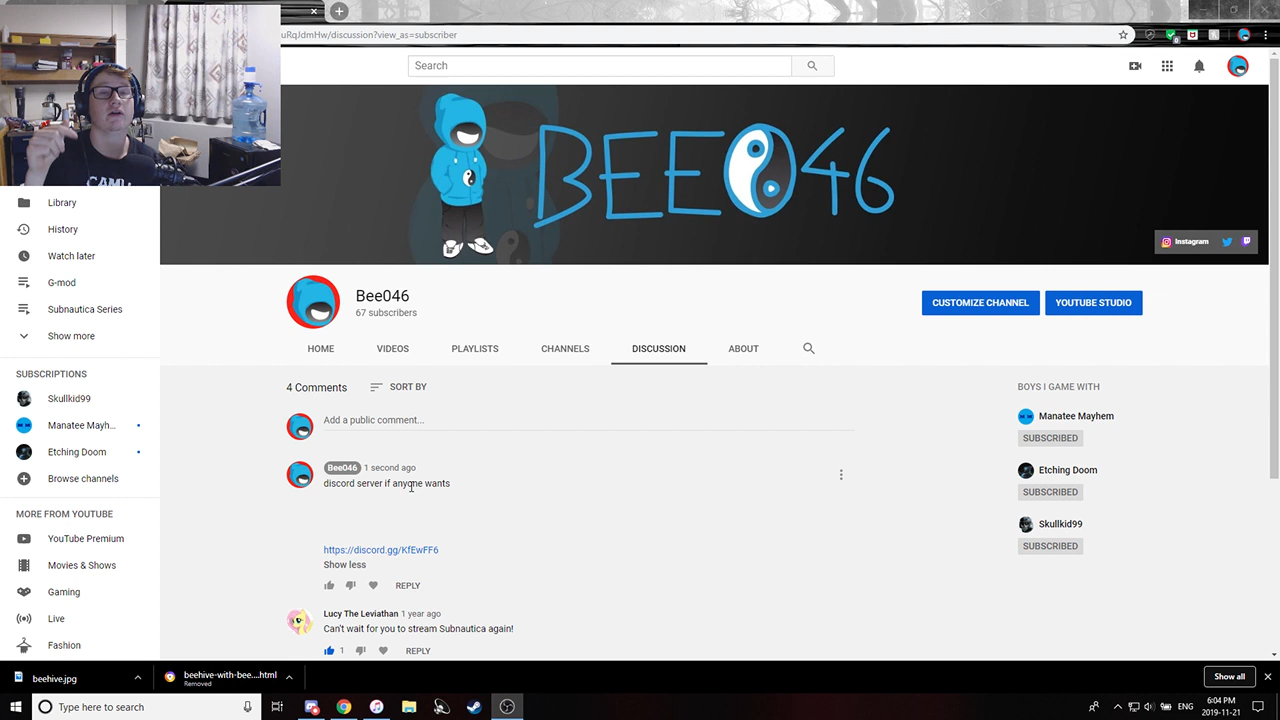 uRqJdmHw/discussion?view_as=subscriber
Search
BEE046
Instagram
Library
History
Watch later
G-mod
Subnautica Series
Show more
SUBSCRIPTIONS
Skullkid99
Manatee Mayh...
Etching Doom
Browse channels
MORE FROM YOUTUBE
YouTube Premium
Movies & Shows
Gaming
Live
Fashion
Bee046
67 subscribers
CUSTOMIZE CHANNEL
YOUTUBE STUDIO
HOME
VIDEOS
PLAYLISTS
CHANNELS
DISCUSSION
ABOUT
4 Comments
SORT BY
Add a public comment...
Bee046 1 second ago
discord server if anyone wants
https://discord.gg/KfEwFF6
Show less
REPLY
Lucy The Leviathan 1 year ago
Can't wait for you to stream Subnautica again!
1
REPLY
BOYS I GAME WITH
Manatee Mayhem
SUBSCRIBED
Etching Doom
SUBSCRIBED
Skullkid99
SUBSCRIBED
beehive.jpg
beehive-with-bee....html
Removed
Show all
Type here to search
ENG
6:04 PM
2019-11-21